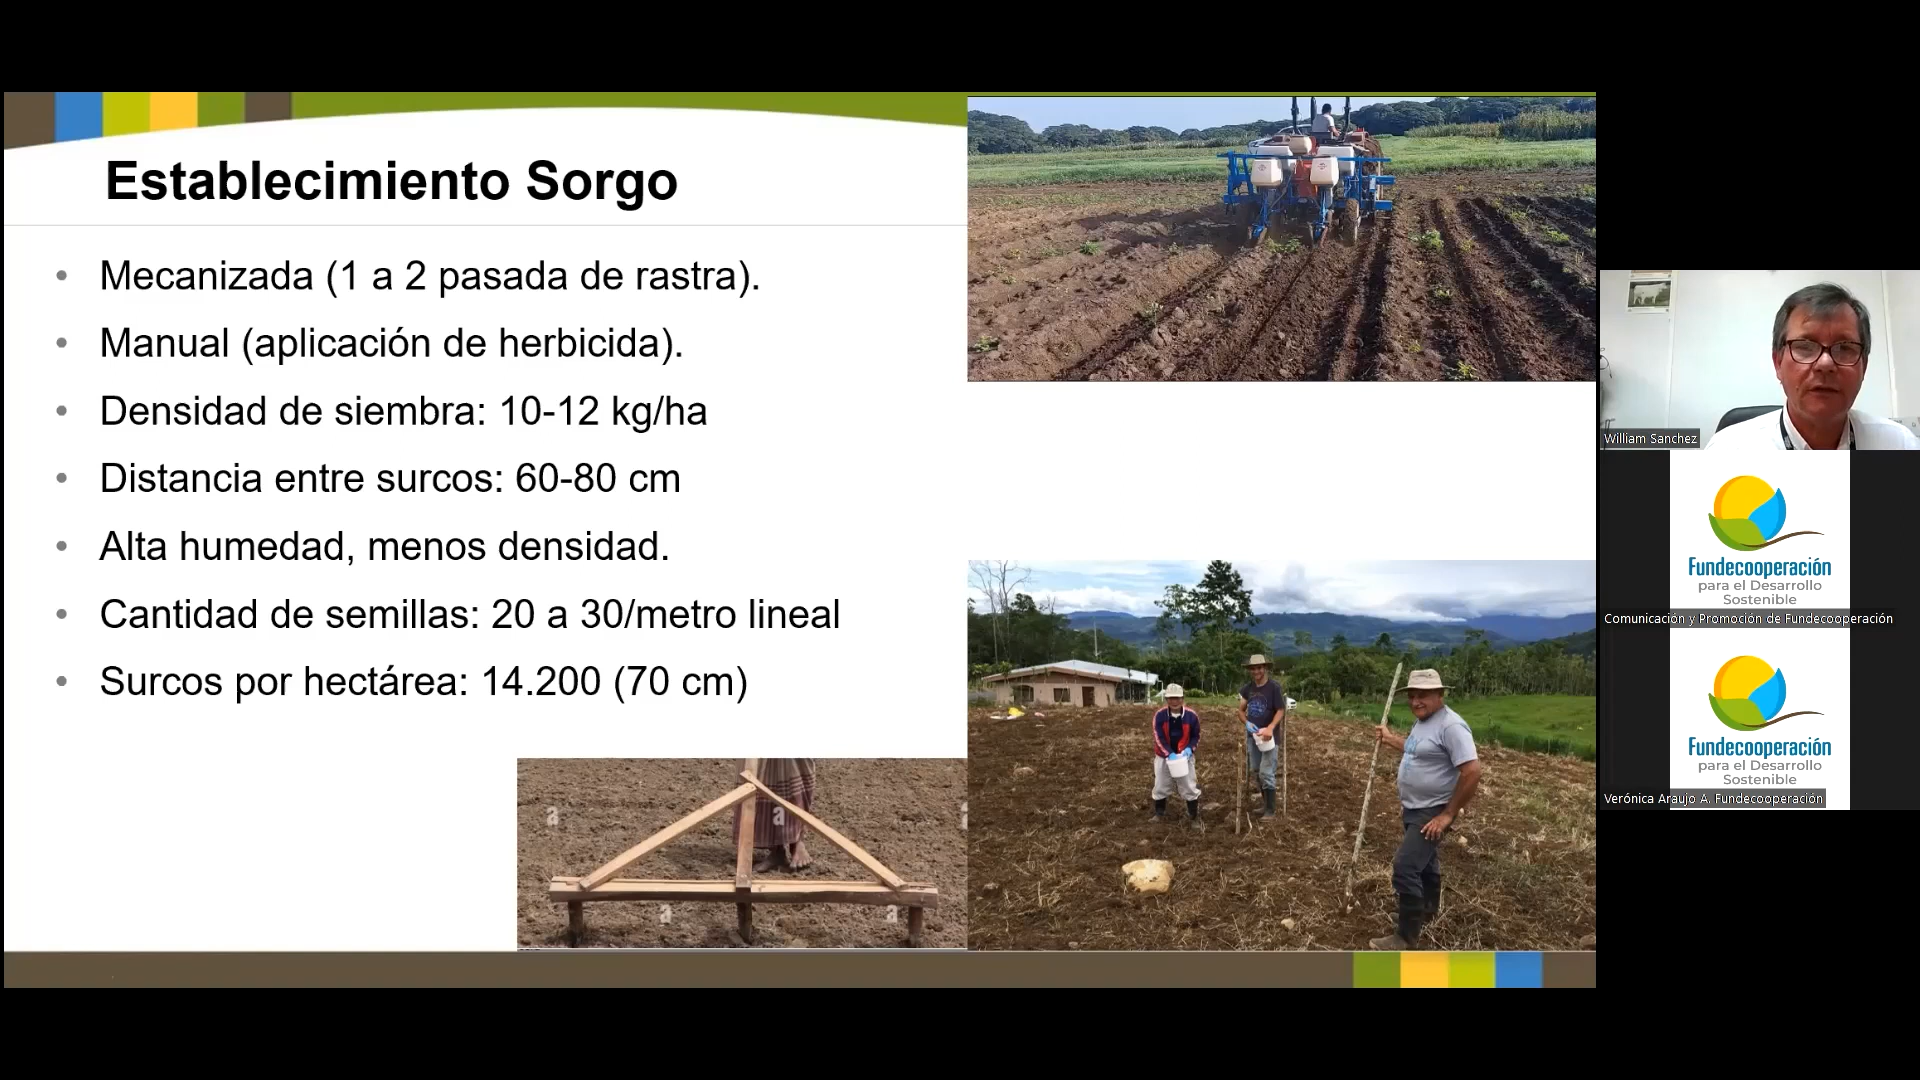 Establecimiento Sorgo
• Mecanizada (1 a 2 pasada de rastra).
• Manual (aplicación de herbicida).
• Densidad de siembra: 10-12 kg/ha
• Distancia entre surcos: 60-80 cm
• Alta humedad, menos densidad.
• Cantidad de semillas: 20 a 30/metro lineal
• Surcos por hectárea: 14.200 (70 cm)
a
a
a
a
a
William Sanchez
Fundecooperación
para el Desarrollo
Sostenible
Comunicación y Promoción de Fundecooperación
Fundecooperación
para el Desarrollo
Sostenible
Verónica Araujo A. Fundecooperación